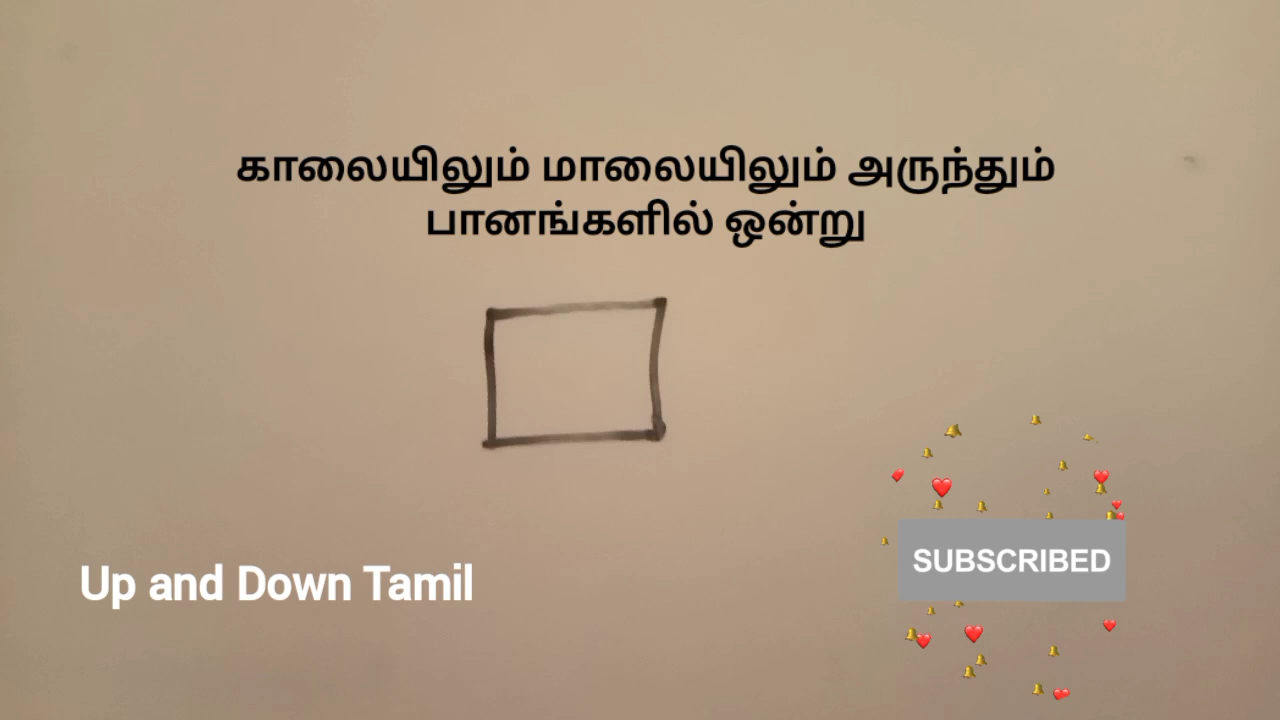 காலையிலும் மாலையிலும் அருந்தும்
பானங்களில் ஒன்று
SUBSCRIBED
Up and Down Tamil